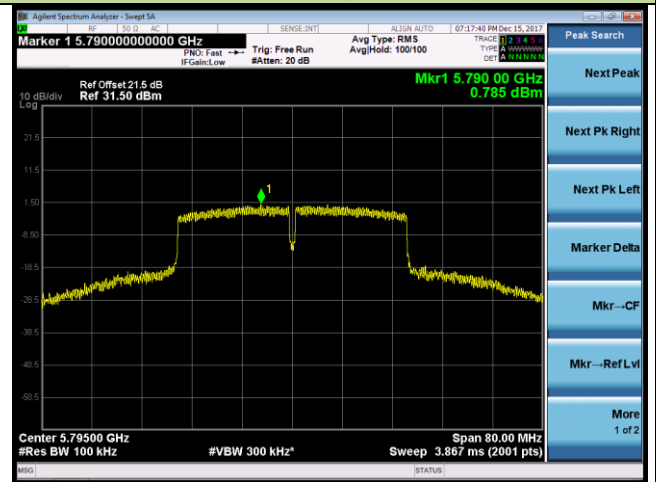 Agilent Spectrum Analyzer - Swept SA
RF 50 Ω AC SENSE:INT ALIGN AUTO 07:17:40 PM Dec 15, 2017
Marker 1 5.790000000000 GHz
PNO: Fast
IFGain:Low
Trig: Free Run
#Atten: 20 dB
Avg Type: RMS
Avg|Hold: 100/100
TRACE 1 2 3 4 5 6
TYPE A WWWWW
DET A N N N N N
Peak Search
Ref Offset 21.5 dB
Ref 31.50 dBm
10 dB/div
Log
Mkr1 5.790 00 GHz
0.785 dBm
21.5
11.5
1.50
-8.50
-18.5
-28.5
-38.5
-48.5
-58.5
1
Center 5.79500 GHz
#Res BW 100 kHz
#VBW 300 kHz*
Span 80.00 MHz
Sweep 3.867 ms (2001 pts)
MSG
STATUS
Next Peak
Next Pk Right
Next Pk Left
Marker Delta
Mkr→CF
Mkr→Ref Lvl
More
1 of 2